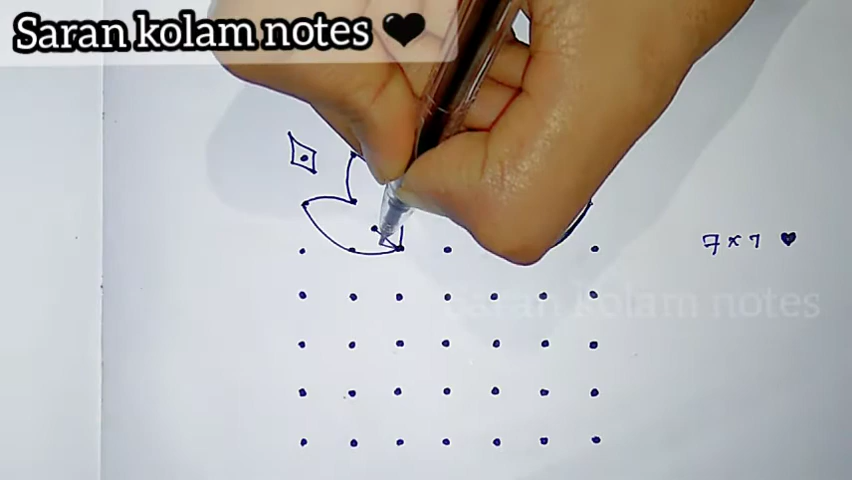 Saran kolam notes ❤
7 x 7 ♥
Saran kolam notes